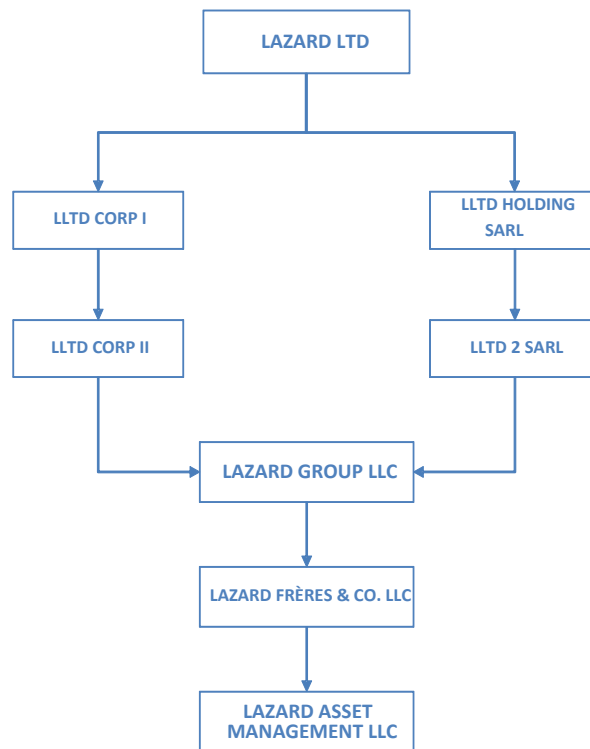 LAZARD LTD
LLTD CORP I
LLTD HOLDING
SARL
LLTD CORP II
LLTD 2 SARL
LAZARD GROUP LLC
LAZARD FRÈRES & CO. LLC
LAZARD ASSET
MANAGEMENT LLC